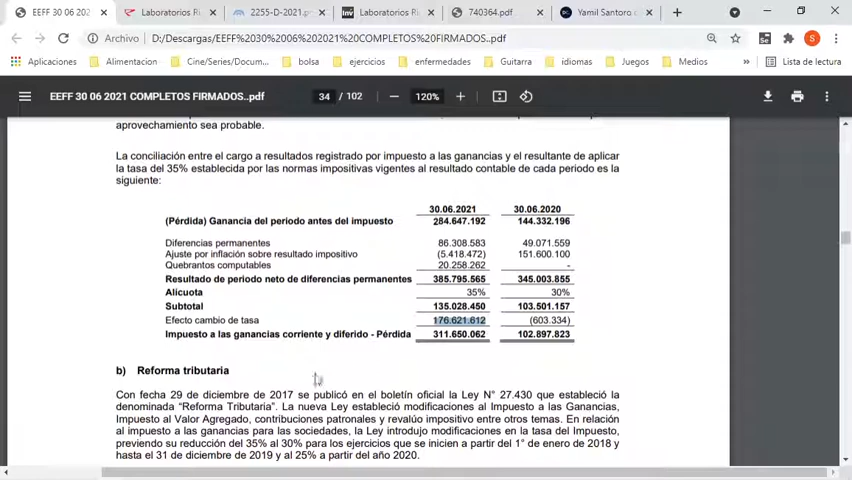 EEFF 30 06 202
Laboratorios Ri
2255-D-2021.p
Laboratorios Ri
740364.pdf
Yamil Santoro c
Archivo D:/Descargas/EEFF%2030%2006%202021%20COMPLETOS%20FIRMADOS..pdf
Aplicaciones Alimentacion Cine/Series/Docum... bolsa ejercicios enfermedades Guitarra idiomas Juegos Medios » Lista de lectura
EEFF 30 06 2021 COMPLETOS FIRMADOS..pdf 34 / 102 120%
aprovechamiento sea probable.
La conciliación entre el cargo a resultados registrado por impuesto a las ganancias y el resultante de aplicar
la tasa del 35% establecida por las normas impositivas vigentes al resultado contable de cada periodo es la
siguiente:
30.06.2021 30.06.2020
(Pérdida) Ganancia del periodo antes del impuesto 284.647.192 144.332.196
Diferencias permanentes 86.308.583 49.071.559
Ajuste por inflación sobre resultado impositivo (5.418.472) 151.600.100
Quebrantos computables 20.258.262 -
Resultado de periodo neto de diferencias permanentes 385.795.565 345.003.855
Alicuota 35% 30%
Subtotal 135.028.450 103.501.157
Efecto cambio de tasa 176.621.612 (603.334)
Impuesto a las ganancias corriente y diferido - Pérdida 311.650.062 102.897.823
b) Reforma tributaria
Con fecha 29 de diciembre de 2017 se publicó en el boletín oficial la Ley N° 27.430 que estableció la
denominada “Reforma Tributaria”. La nueva Ley estableció modificaciones al Impuesto a las Ganancias,
Impuesto al Valor Agregado, contribuciones patronales y revalúo impositivo entre otros temas. En relación
al impuesto a las ganancias para las sociedades, la Ley introdujo modificaciones en la tasa del Impuesto,
previendo su reducción del 35% al 30% para los ejercicios que se inicien a partir del 1° de enero de 2018 y
hasta el 31 de diciembre de 2019 y al 25% a partir del año 2020.